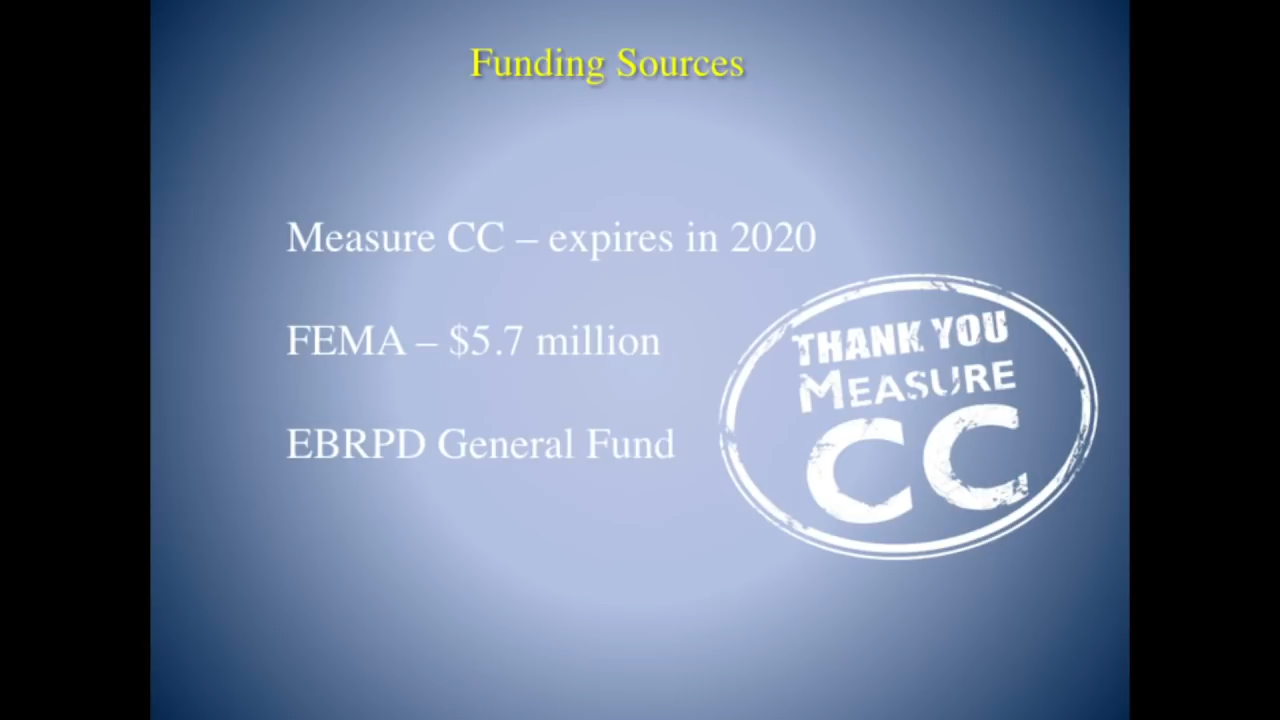 Funding Sources
Measure CC – expires in 2020
FEMA – $5.7 million
EBRPD General Fund
THANK YOU
MEASURE
CC